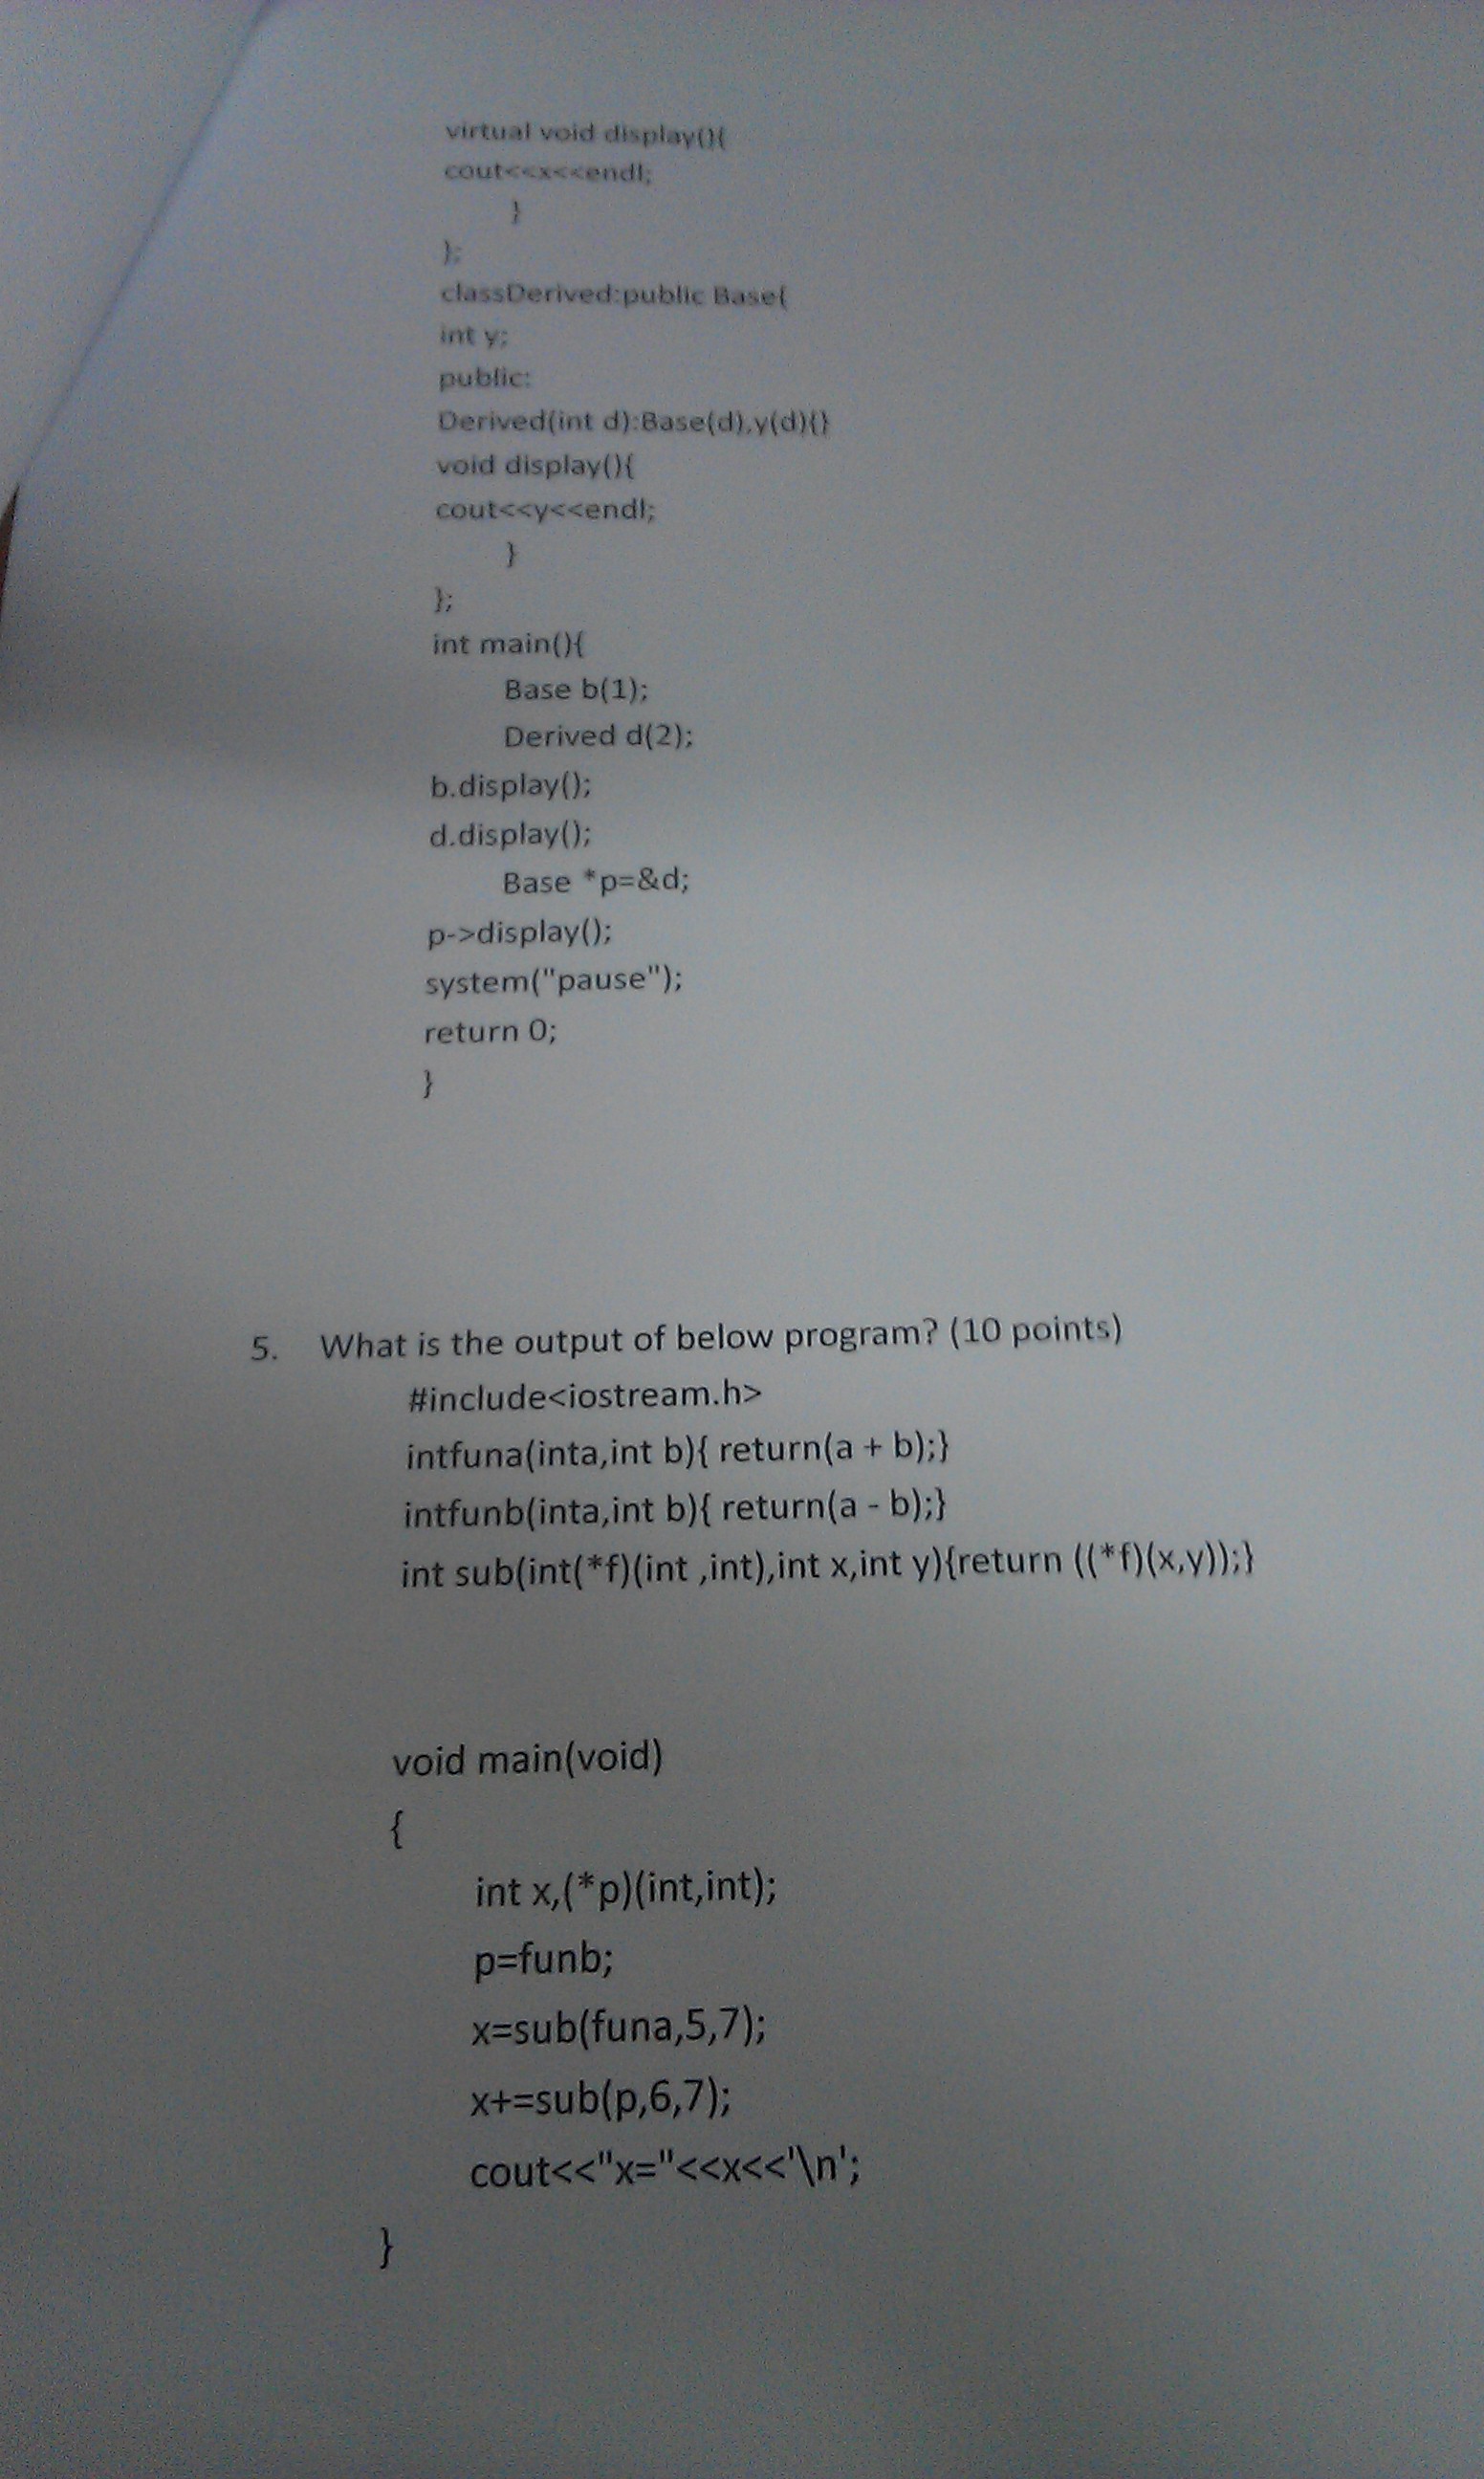 virtual void display(){
cout<<x<<endl;
}
};
classDerived:public Base{
int y;
public:
Derived(int d):Base(d),y(d){}
void display(){
cout<<y<<endl;
}
};
int main(){
Base b(1);
Derived d(2);
b.display();
d.display();
Base *p=&d;
p->display();
system("pause");
return 0;
}
5. What is the output of below program? (10 points)
#include<iostream.h>
intfuna(inta,int b){ return(a + b);}
intfunb(inta,int b){ return(a - b);}
int sub(int(*f)(int ,int),int x,int y){return ((*f)(x,y));}
void main(void)
{
int x,(*p)(int,int);
p=funb;
x=sub(funa,5,7);
x+=sub(p,6,7);
cout<<"x="<<x<<'\n';
}